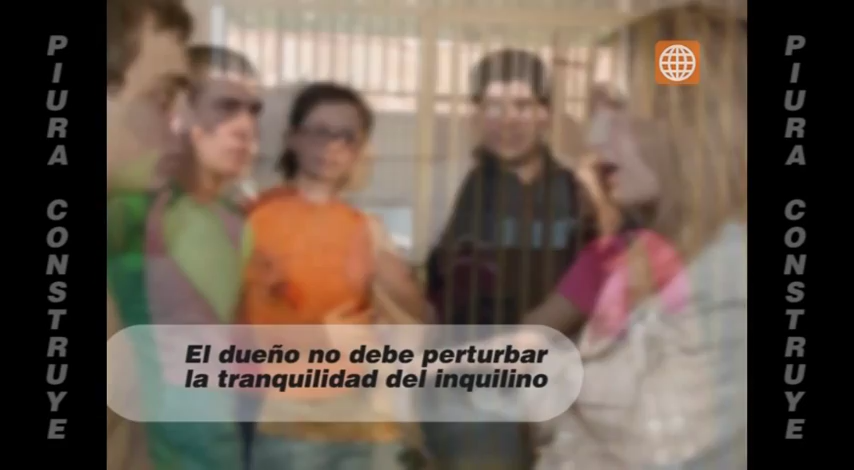 PIURA CONSTRUYE
El dueño no debe perturbar
la tranquilidad del inquilino
PIURA CONSTRUYE